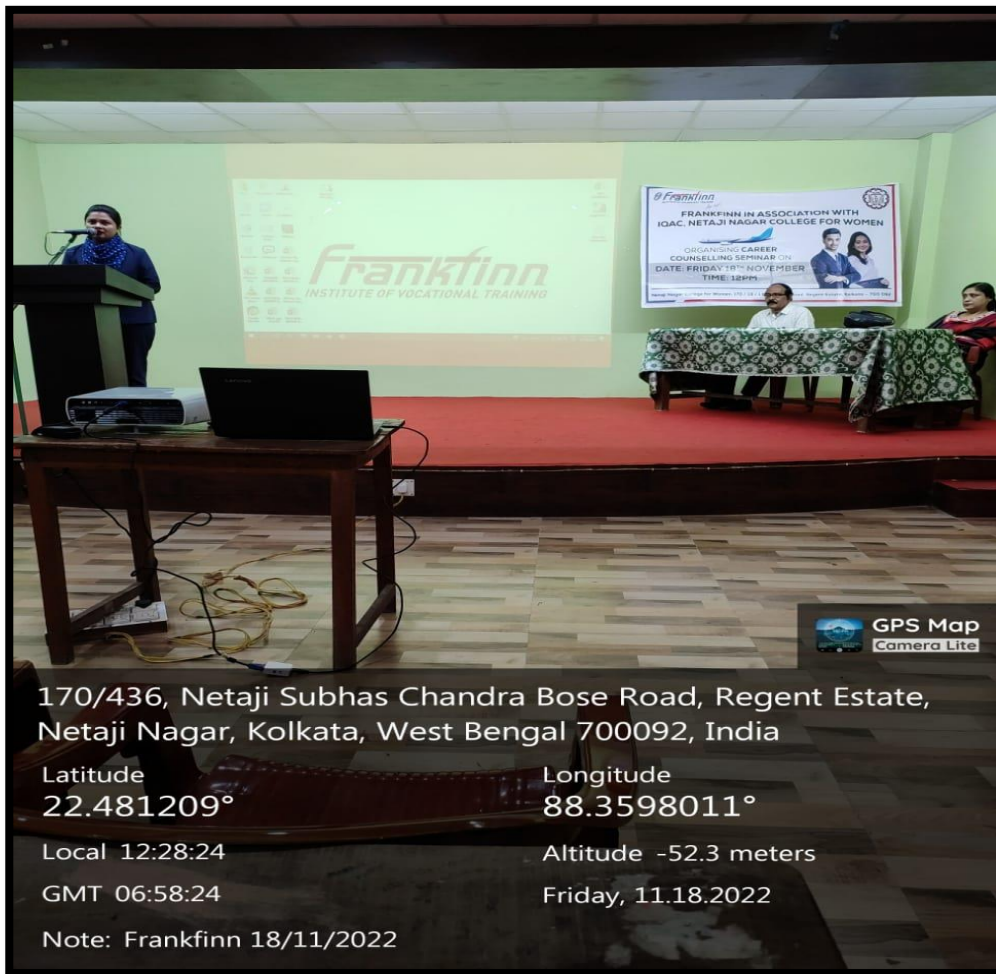 Frankfinn
INSTITUTE OF VOCATIONAL TRAINING
Frankfinn
FRANKFINN IN ASSOCIATION WITH
IQAC, NETAJI NAGAR COLLEGE FOR WOMEN
ORGANISING CAREER
COUNSELLING SEMINAR ON
DATE: FRIDAY 18TH NOVEMBER
TIME: 12PM
Lenovo
GPS Map
Camera Lite
170/436, Netaji Subhas Chandra Bose Road, Regent Estate,
Netaji Nagar, Kolkata, West Bengal 700092, India
Latitude
22.481209°
Longitude
88.3598011°
Local 12:28:24
Altitude -52.3 meters
GMT 06:58:24
Friday, 11.18.2022
Note: Frankfinn 18/11/2022